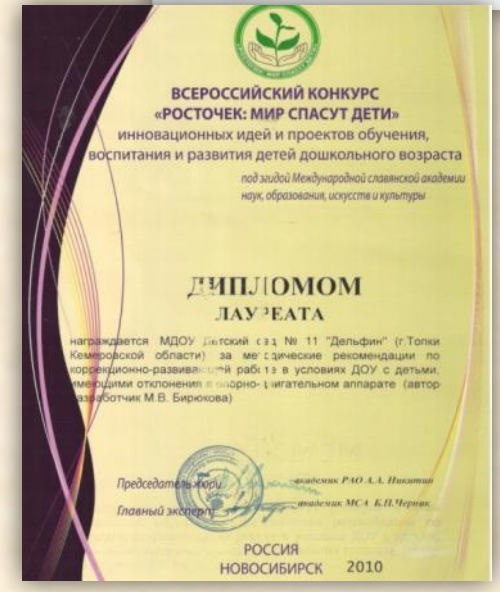 ВСЕРОССИЙСКИЙ КОНКУРС
«РОСТОЧЕК: МИР СПАСУТ ДЕТИ»
инновационных идей и проектов обучения,
воспитания и развития детей дошкольного возраста
под эгидой Международной славянской академии
наук, образования, искусств и культуры
ДИПЛОМОМ
ЛАУРЕАТА
награждается МДОУ Детский сад № 11 "Дельфин" (г.Топки
Кемеровской области) за методические рекомендации по
коррекционно-развивающей работе в условиях ДОУ с детьми,
имеющими отклонения в опорно-двигательном аппарате (автор
разработчик М.В. Бирюкова)
Председатель жюри академик РАО А.А. Никитин
Главный эксперт академик МСА К.П.Черник
РОССИЯ
НОВОСИБИРСК 2010